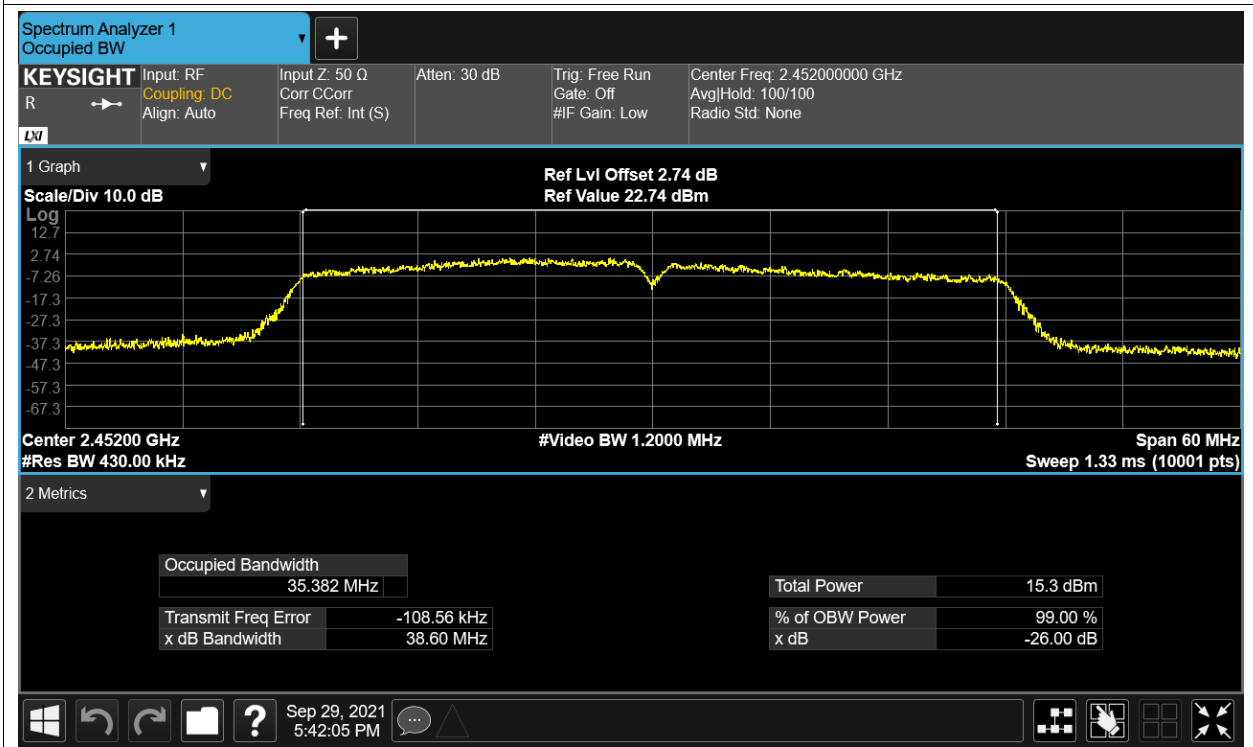 Spectrum Analyzer 1
Occupied BW
KEYSIGHT Input: RF Input Z: 50 Ω Atten: 30 dB Trig: Free Run Center Freq: 2.452000000 GHz
R Coupling: DC Corr CCorr Gate: Off Avg|Hold: 100/100
Align: Auto Freq Ref: Int (S) #IF Gain: Low Radio Std: None
LXI
1 Graph
Ref Lvl Offset 2.74 dB
Scale/Div 10.0 dB Ref Value 22.74 dBm
Log
12.7
2.74
-7.26
-17.3
-27.3
-37.3
-47.3
-57.3
-67.3
Center 2.45200 GHz #Video BW 1.2000 MHz Span 60 MHz
#Res BW 430.00 kHz Sweep 1.33 ms (10001 pts)
2 Metrics
Occupied Bandwidth
35.382 MHz Total Power 15.3 dBm
Transmit Freq Error -108.56 kHz % of OBW Power 99.00 %
x dB Bandwidth 38.60 MHz x dB -26.00 dB
Sep 29, 2021
5:42:05 PM